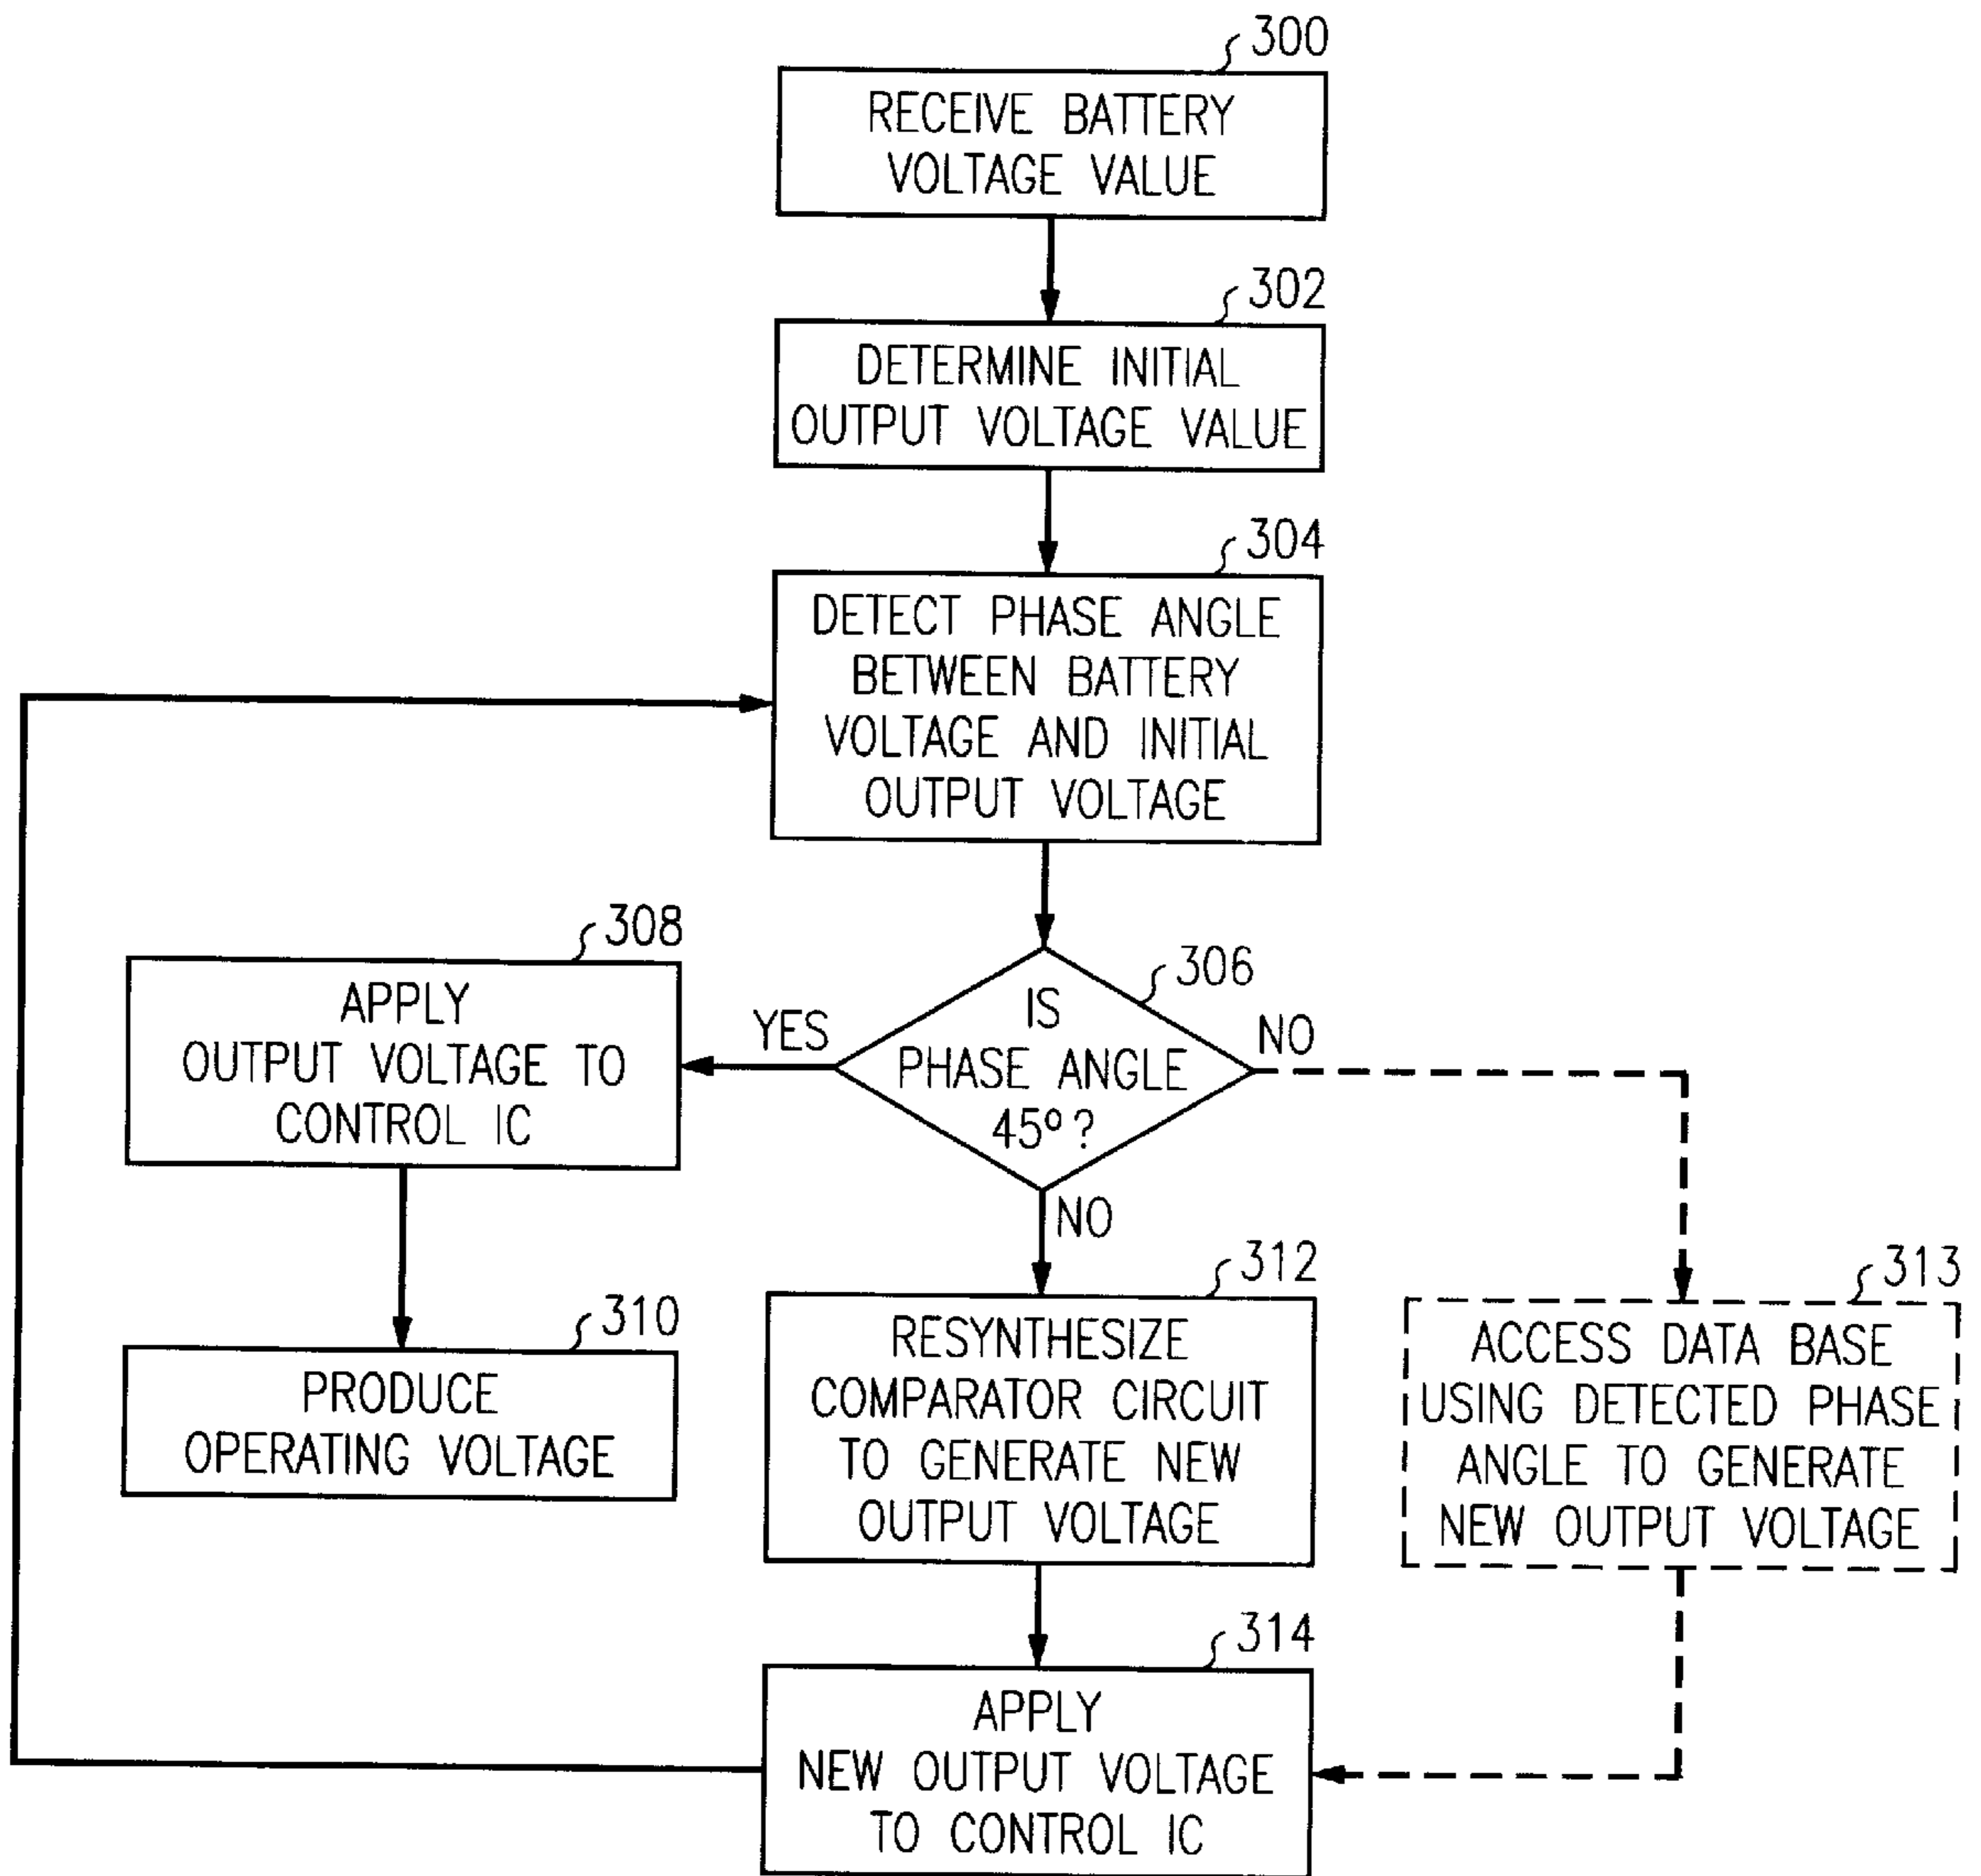 300
RECEIVE BATTERY
VOLTAGE VALUE
302
DETERMINE INITIAL
OUTPUT VOLTAGE VALUE
304
DETECT PHASE ANGLE
BETWEEN BATTERY
VOLTAGE AND INITIAL
OUTPUT VOLTAGE
306
IS
PHASE ANGLE
45º?
YES
NO
NO
308
APPLY
OUTPUT VOLTAGE TO
CONTROL IC
310
PRODUCE
OPERATING VOLTAGE
312
RESYNTHESIZE
COMPARATOR CIRCUIT
TO GENERATE NEW
OUTPUT VOLTAGE
313
ACCESS DATA BASE
USING DETECTED PHASE
ANGLE TO GENERATE
NEW OUTPUT VOLTAGE
314
APPLY
NEW OUTPUT VOLTAGE
TO CONTROL IC